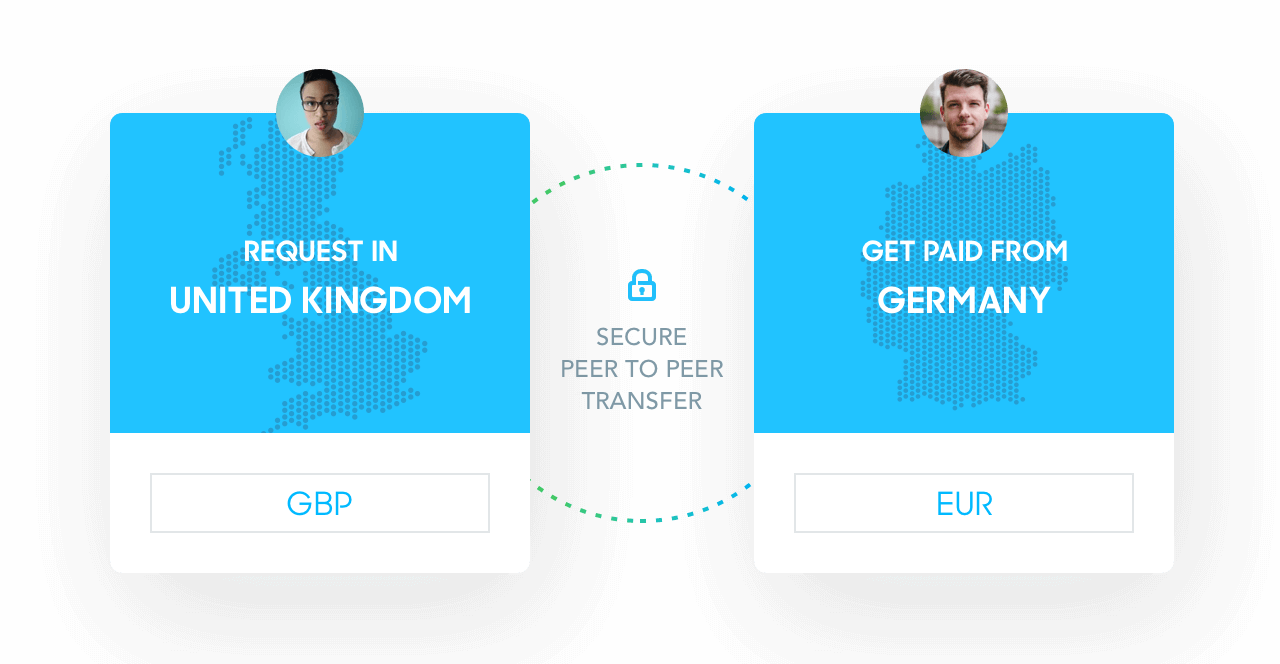 REQUEST IN
UNITED KINGDOM
GBP
SECURE
PEER TO PEER
TRANSFER
GET PAID FROM
GERMANY
EUR